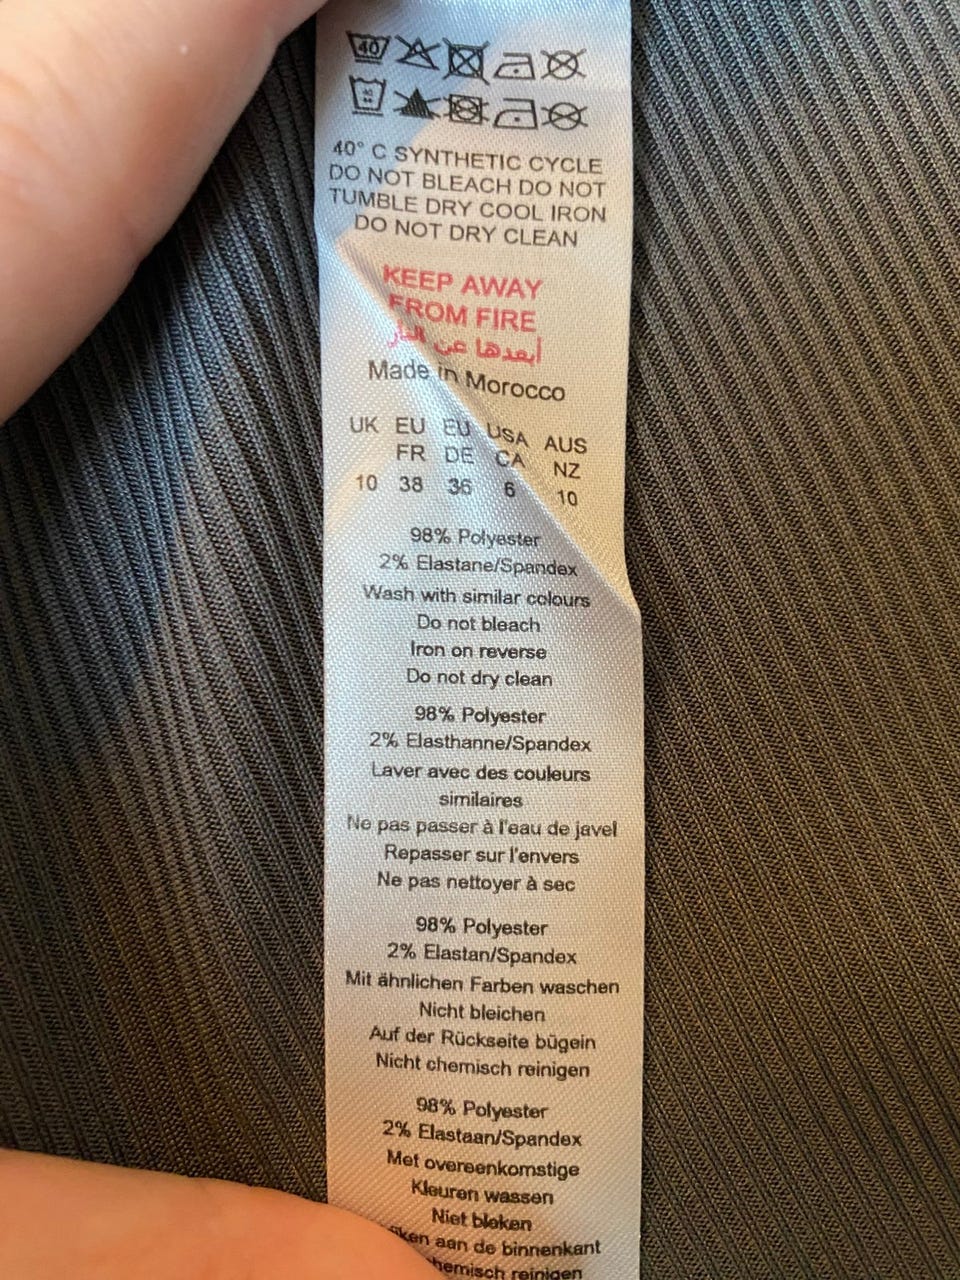 40
40
40° C SYNTHETIC CYCLE
DO NOT BLEACH DO NOT
TUMBLE DRY COOL IRON
DO NOT DRY CLEAN
KEEP AWAY
FROM FIRE
أبعدها عن النار
Made in Morocco
UK EU EU USA AUS
FR DE CA NZ
10 38 36 6 10
98% Polyester
2% Elastane/Spandex
Wash with similar colours
Do not bleach
Iron on reverse
Do not dry clean
98% Polyester
2% Elasthanne/Spandex
Laver avec des couleurs
similaires
Ne pas passer à l'eau de javel
Repasser sur l'envers
Ne pas nettoyer à sec
98% Polyester
2% Elastan/Spandex
Mit ähnlichen Farben waschen
Nicht bleichen
Auf der Rückseite bügein
Nicht chemisch reinigen
98% Polyester
2% Elastaan/Spandex
Met overeenkomstige
Kleuren wassen
Niet bleken
aan de binnenkant
reinigen